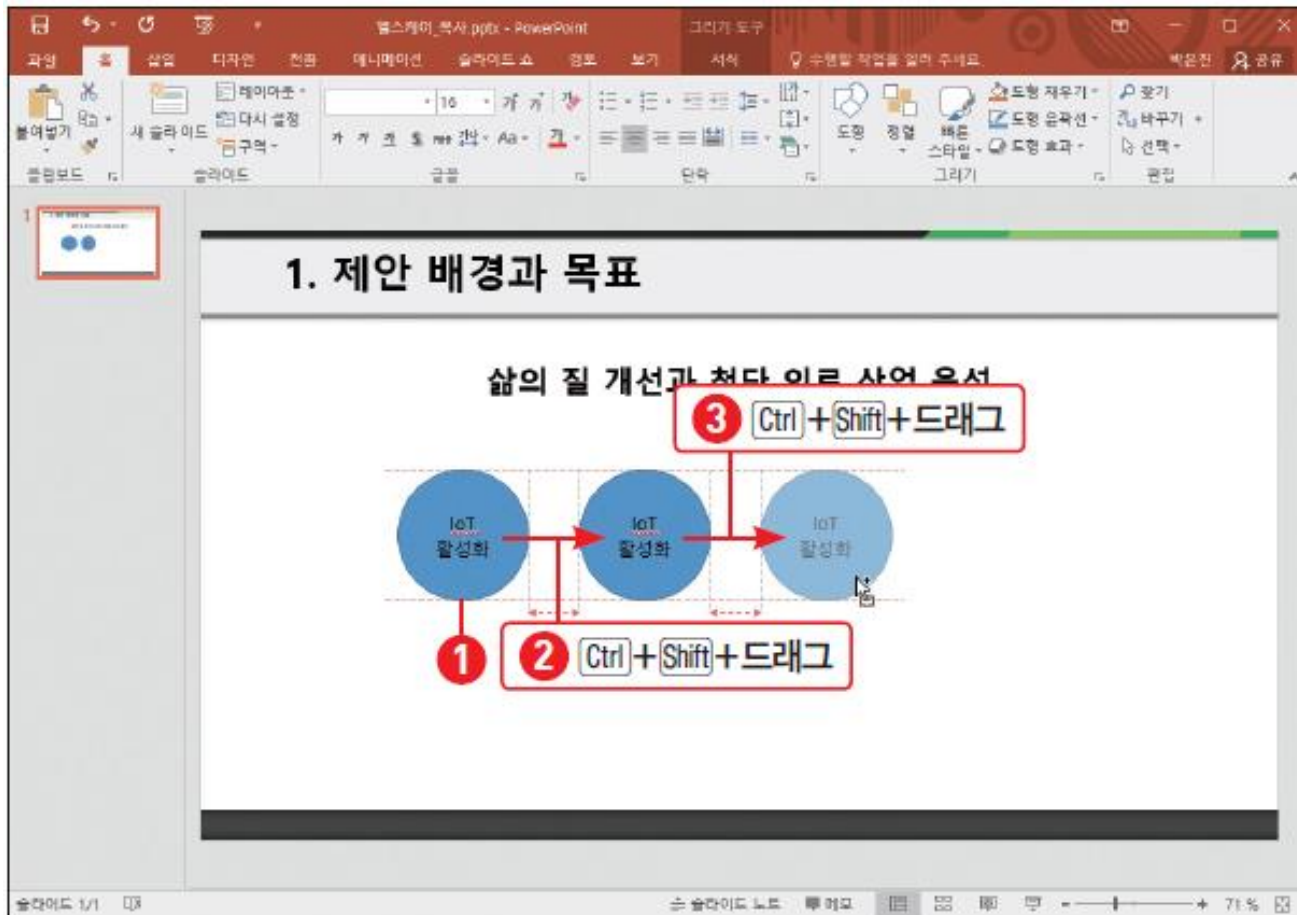 헬스케어_복사.pptx - PowerPoint
그리기 도구
파일 홈 삽입 디자인 전환 애니메이션 슬라이드 쇼 검토 보기 서식 수행할 작업을 알려 주세요. 박은진 공유
붙여넣기
새 슬라이드
레이아웃
다시 설정
구역
16
도형
정렬
빠른 스타일
도형 채우기
도형 윤곽선
도형 효과
찾기
바꾸기
선택
클립보드 슬라이드 글꼴 단락 그리기 편집
1
1. 제안 배경과 목표
삶의 질 개선과 첨단 의료 산업 육성
3 Ctrl+Shift+드래그
IoT 활성화
IoT 활성화
IoT 활성화
1
2 Ctrl+Shift+드래그
슬라이드 1/1
슬라이드 노트 메모 71 %